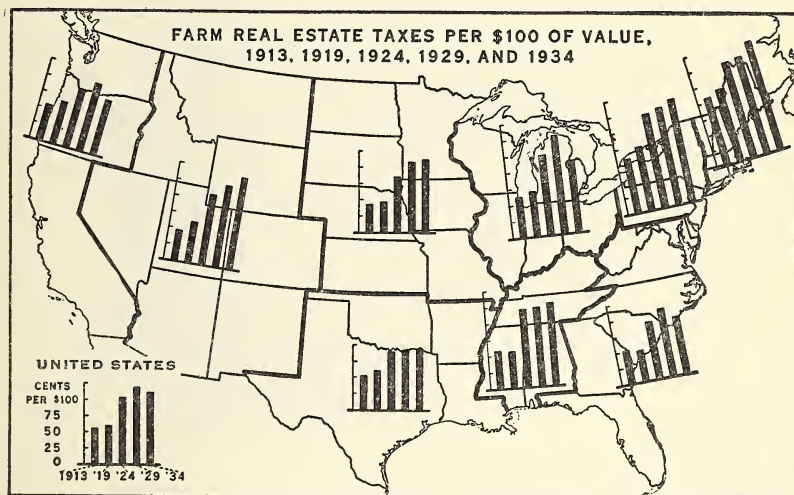 FARM REAL ESTATE TAXES PER $100 OF VALUE,
1913, 1919, 1924, 1929, AND 1934
UNITED STATES
CENTS
PER $100
75
50
25
0
1913 '19 '24 '29 '34